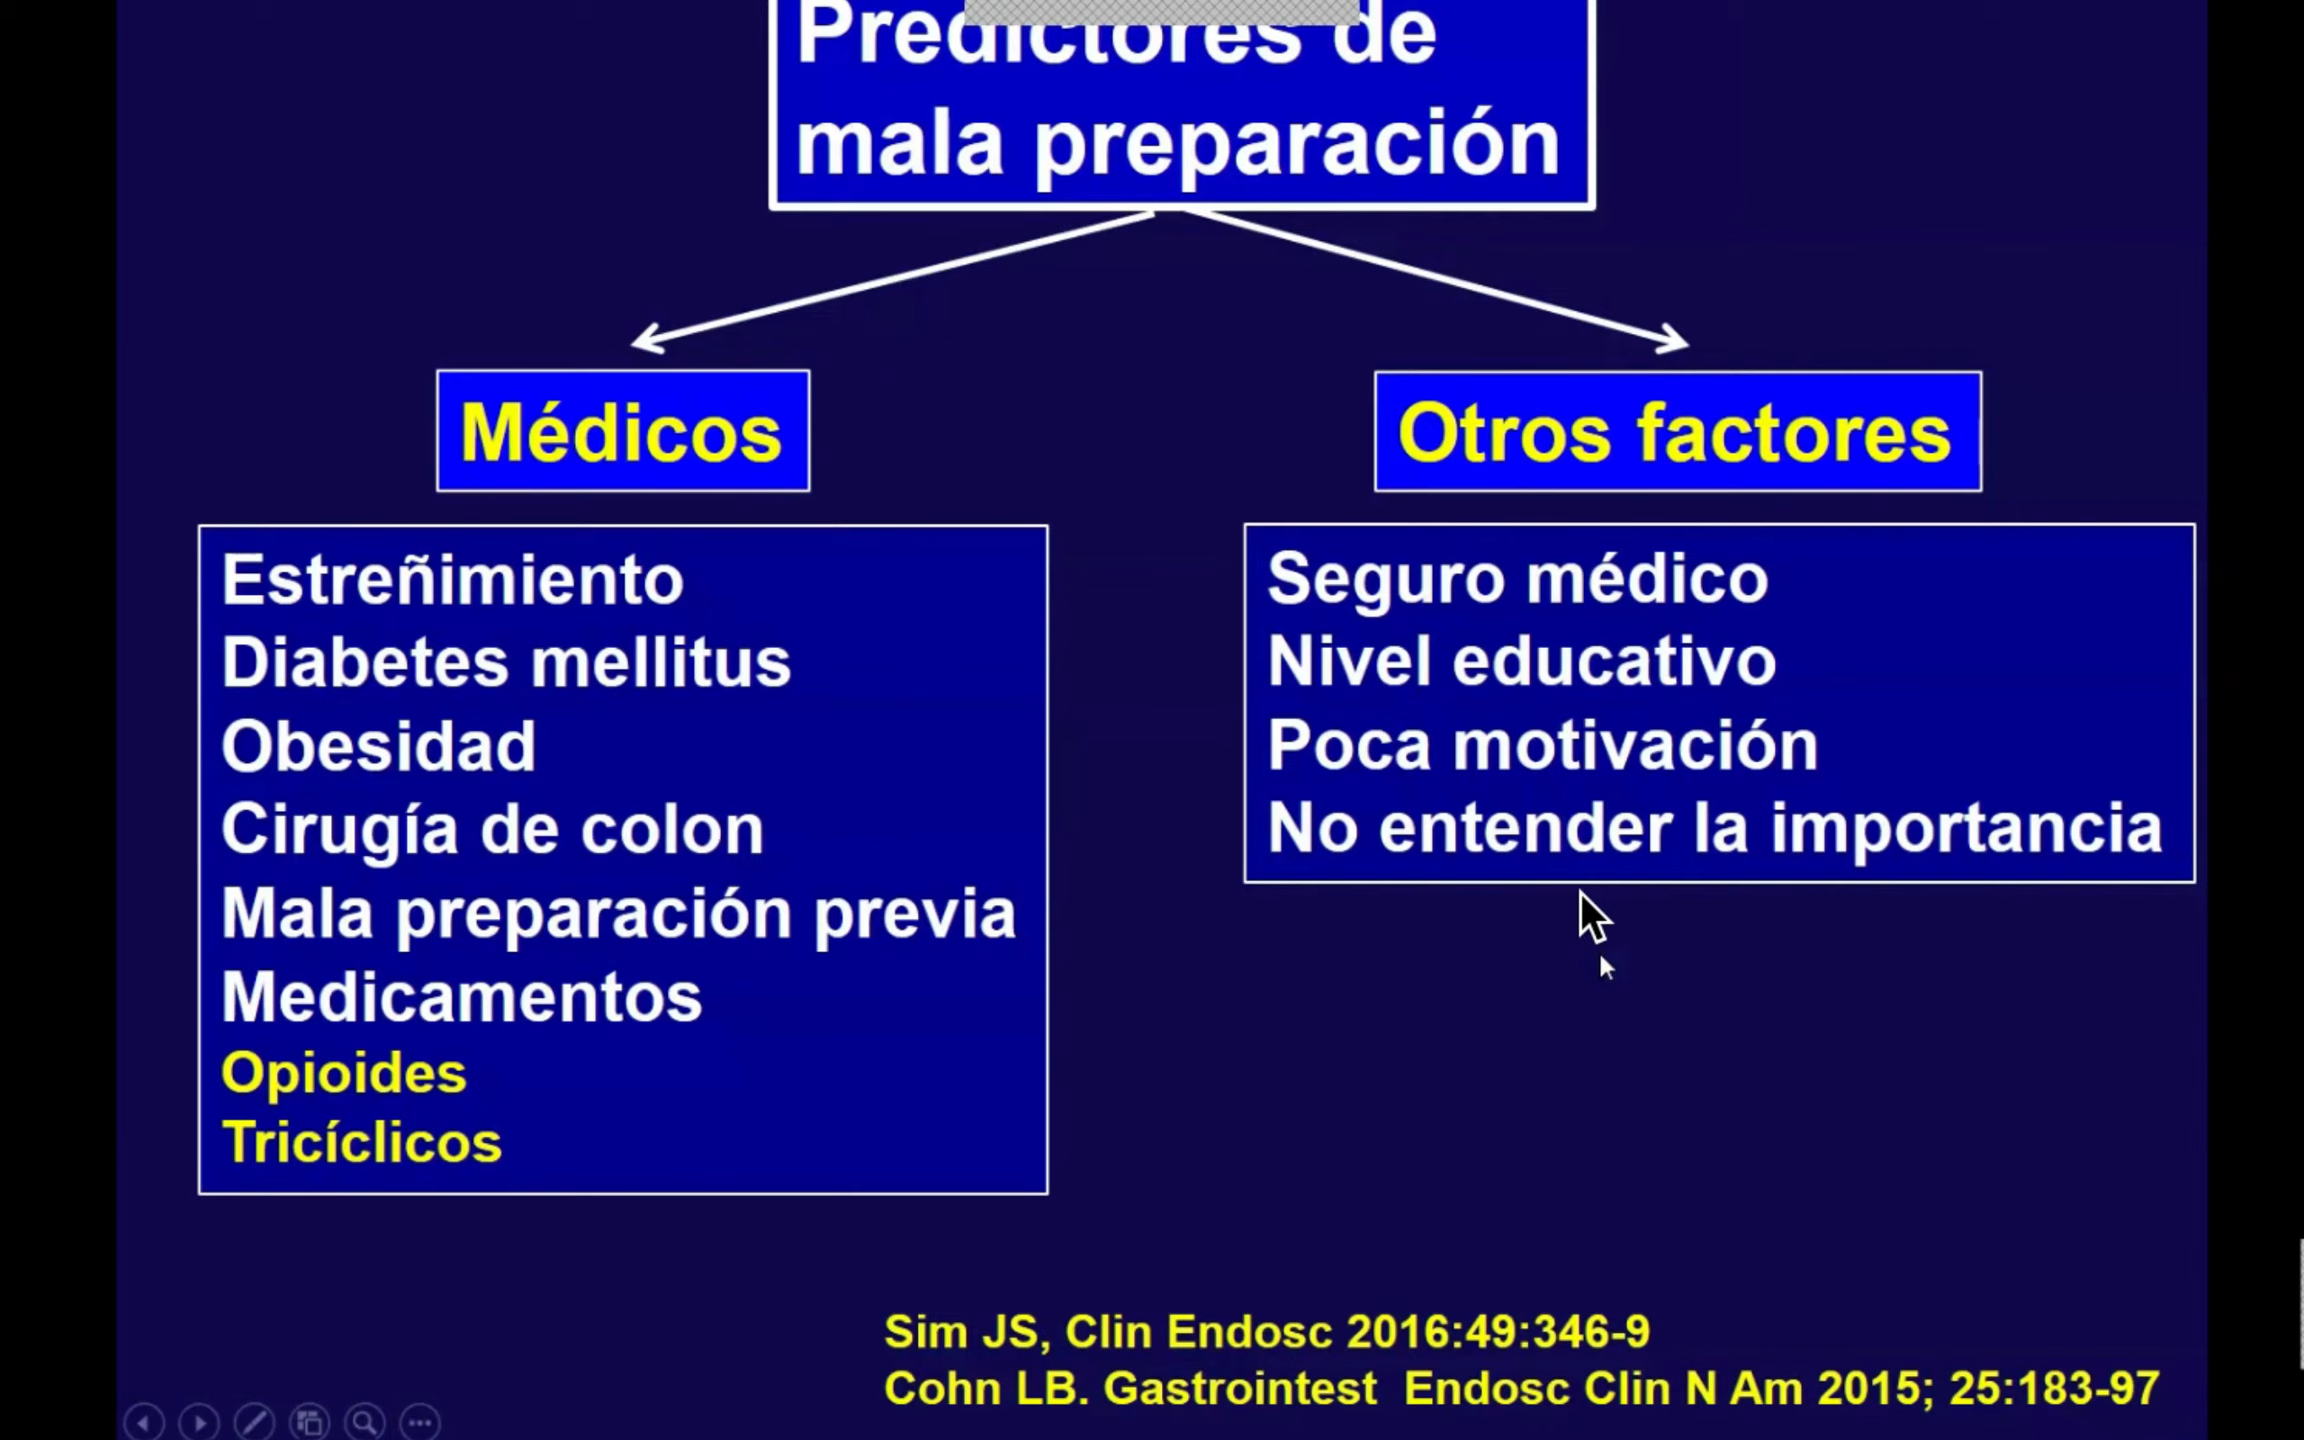 Predictores de
mala preparación
Médicos
Estreñimiento
Diabetes mellitus
Obesidad
Cirugía de colon
Mala preparación previa
Medicamentos
Opioides
Tricíclicos
Otros factores
Seguro médico
Nivel educativo
Poca motivación
No entender la importancia
Sim JS, Clin Endosc 2016:49:346-9
Cohn LB. Gastrointest Endosc Clin N Am 2015; 25:183-97